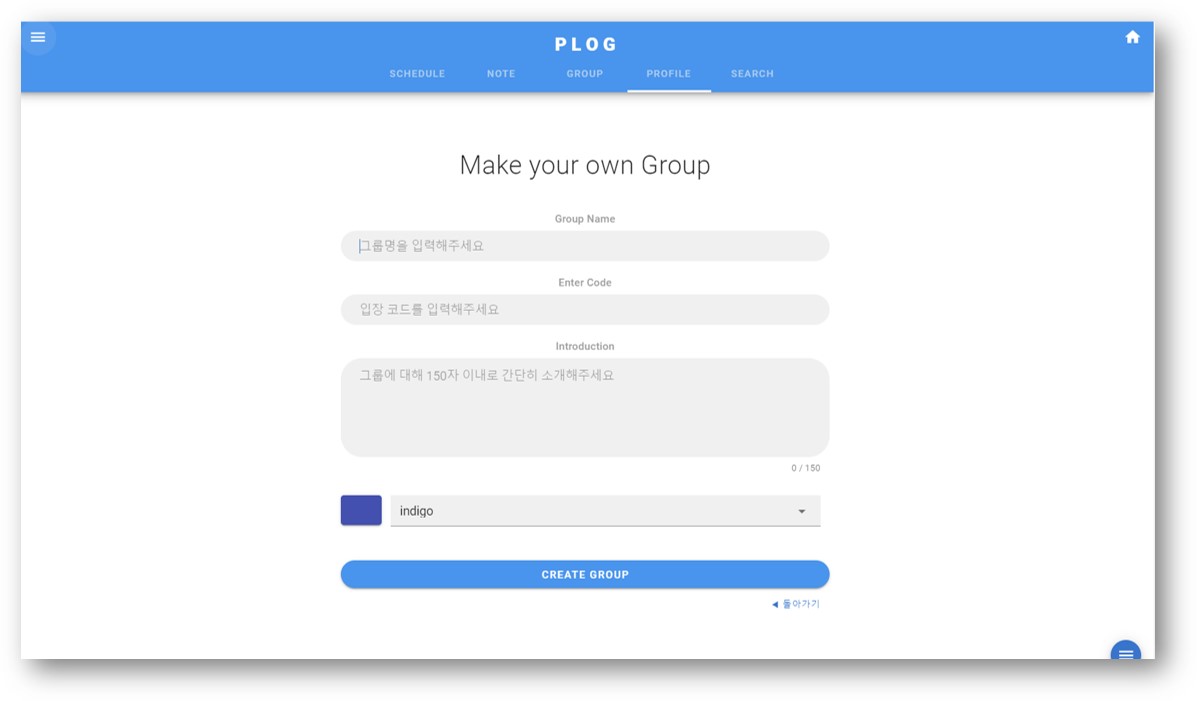 PLOG
SCHEDULE NOTE GROUP PROFILE SEARCH
Make your own Group
Group Name
그룹명을 입력해주세요
Enter Code
입장 코드를 입력해주세요
Introduction
그룹에 대해 150자 이내로 간단히 소개해주세요
0 / 150
indigo
CREATE GROUP
◀ 돌아가기